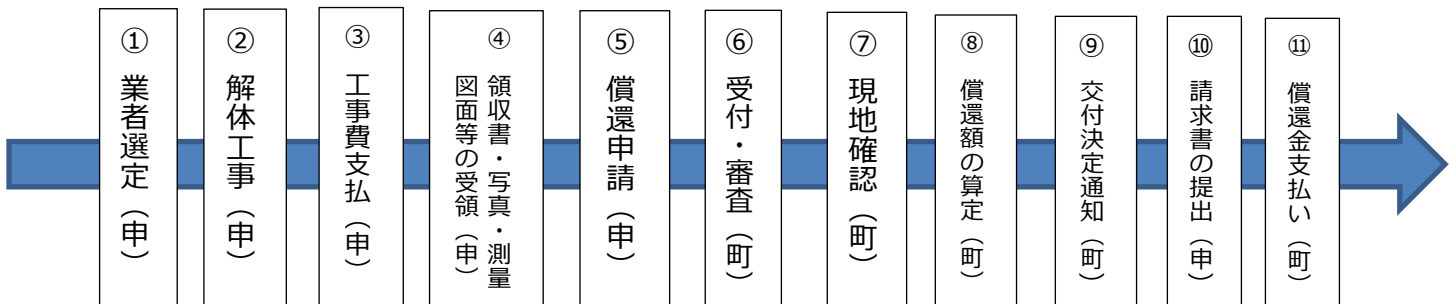 ①業者選定（申）
②解体工事（申）
③工事費支払（申）
④領収書・写真・測量
図面等の受領（申）
⑤償還申請（申）
⑥受付・審査（町）
⑦現地確認（町）
⑧償還額の算定（町）
⑨交付決定通知（町）
⑩請求書の提出（申）
⑪償還金支払い（町）